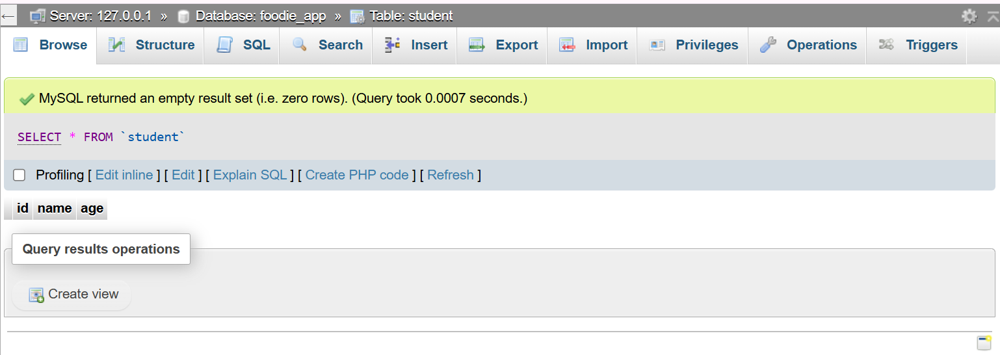 Server: 127.0.0.1 » Database: foodie_app » Table: student
Browse Structure SQL Search Insert Export Import Privileges Operations Triggers
MySQL returned an empty result set (i.e. zero rows). (Query took 0.0007 seconds.)
SELECT * FROM `student`
Profiling [ Edit inline ] [ Edit ] [ Explain SQL ] [ Create PHP code ] [ Refresh ]
id name age
Query results operations
Create view